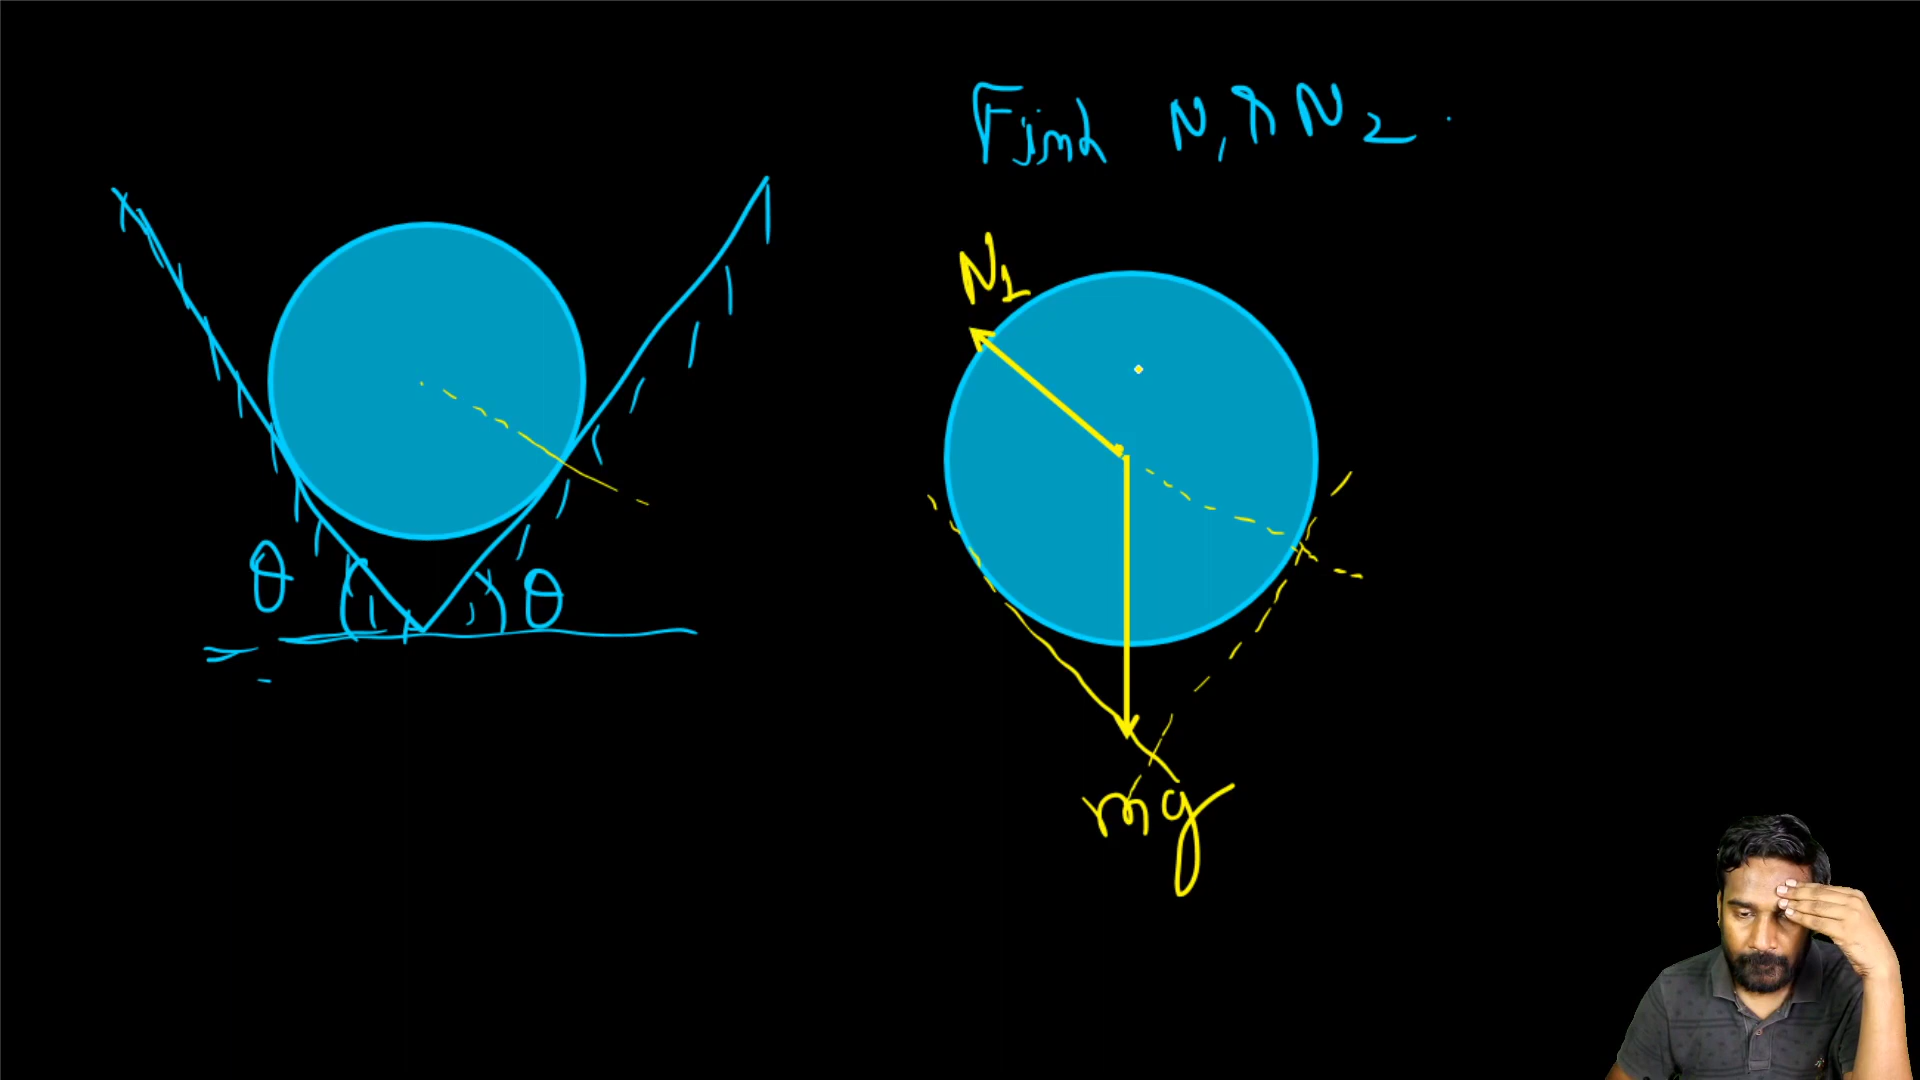 Find N1 & N2.
N1
θ
θ
mg